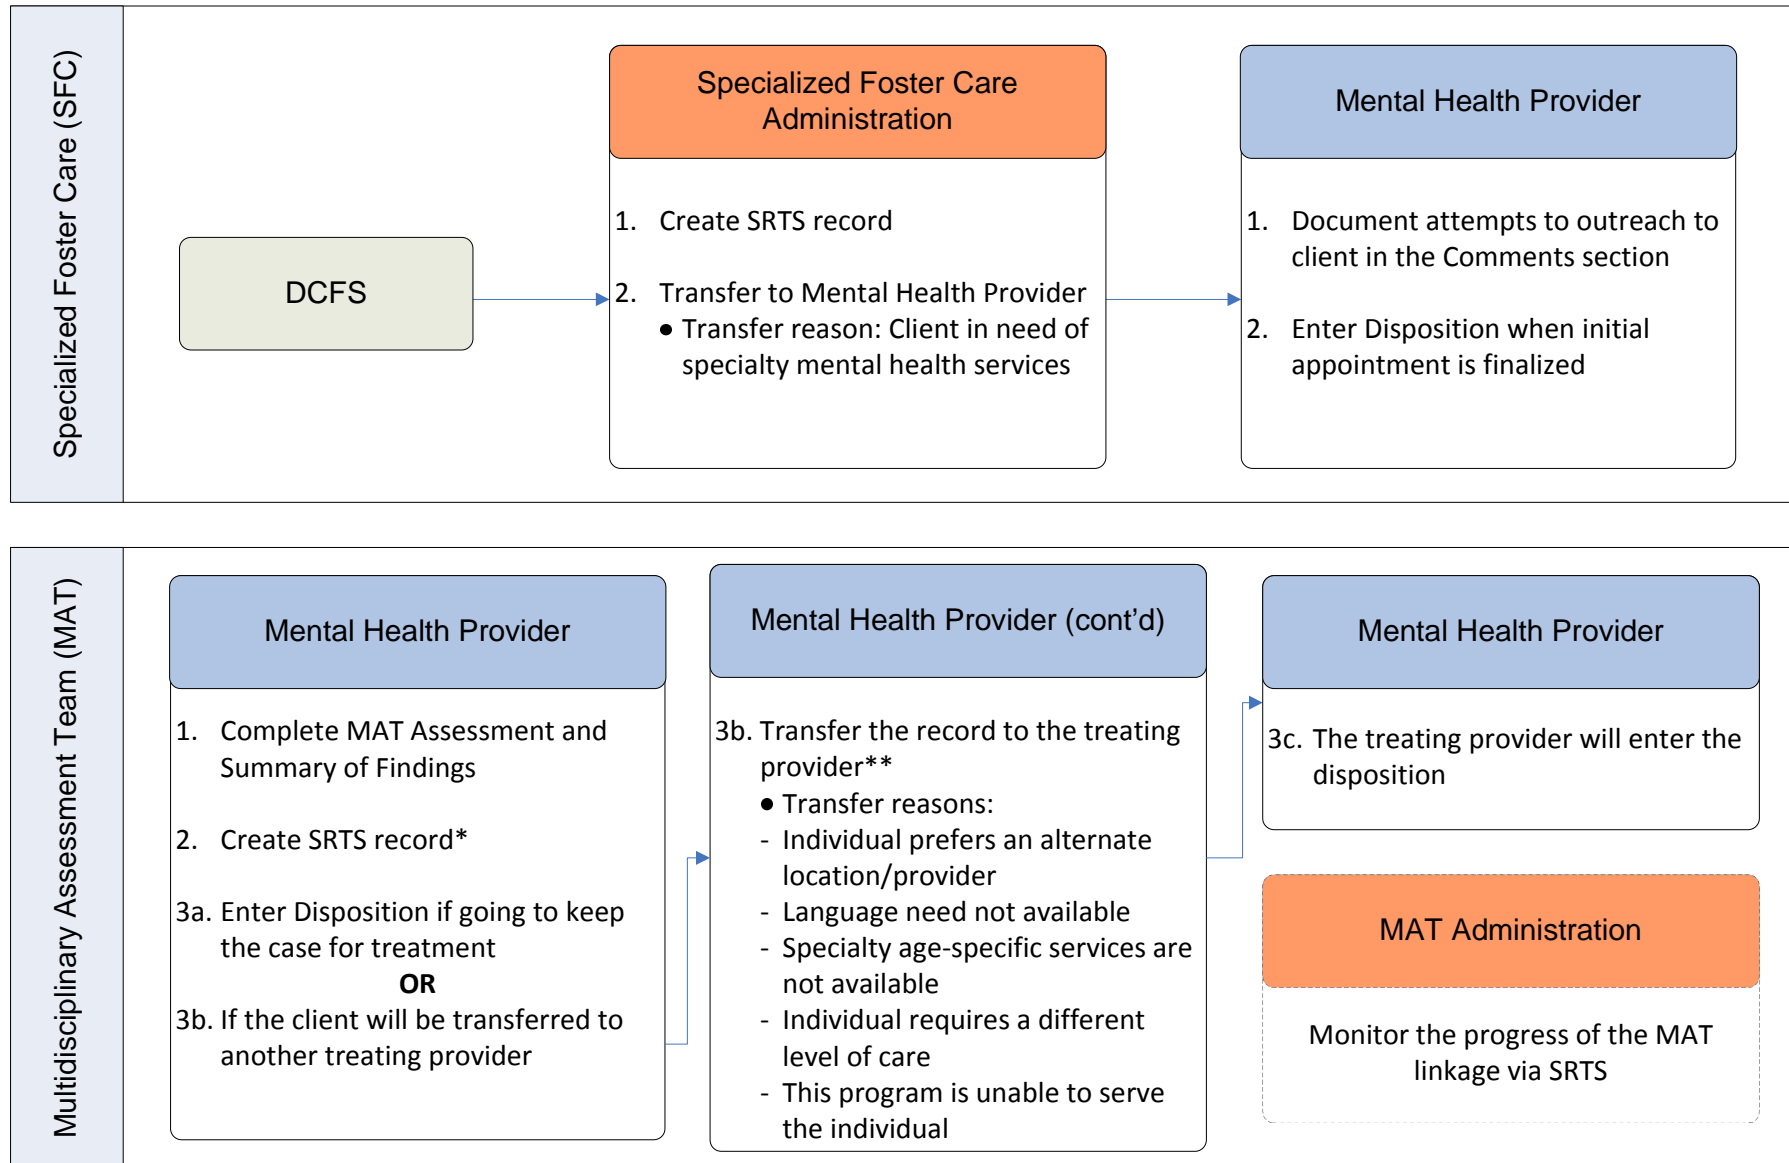 Specialized Foster Care (SFC)
DCFS
Specialized Foster Care
Administration
1. Create SRTS record
2. Transfer to Mental Health Provider
● Transfer reason: Client in need of
specialty mental health services
Mental Health Provider
1. Document attempts to outreach to
client in the Comments section
2. Enter Disposition when initial
appointment is finalized
Multidisciplinary Assessment Team (MAT)
Mental Health Provider
1. Complete MAT Assessment and
Summary of Findings
2. Create SRTS record*
3a. Enter Disposition if going to keep
the case for treatment
OR
3b. If the client will be transferred to
another treating provider
Mental Health Provider (cont’d)
3b. Transfer the record to the treating
provider**
● Transfer reasons:
- Individual prefers an alternate
location/provider
- Language need not available
- Specialty age-specific services are
not available
- Individual requires a different
level of care
- This program is unable to serve
the individual
Mental Health Provider
3c. The treating provider will enter the
disposition
MAT Administration
Monitor the progress of the MAT
linkage via SRTS